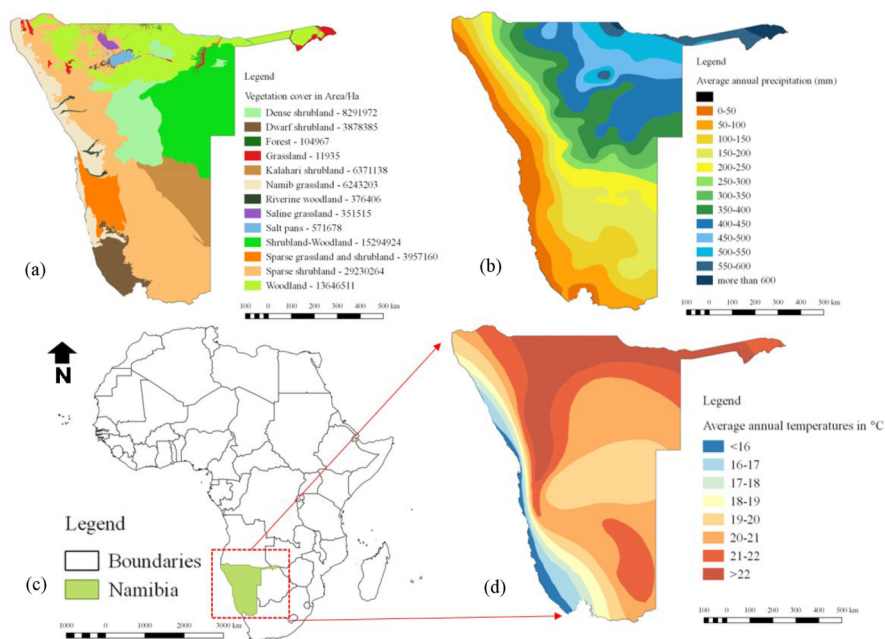 (a)
Legend
Vegetation cover in Area/Ha
Dense shrubland - 8291972
Dwarf shrubland - 3878385
Forest - 104967
Grassland - 11935
Kalahari shrubland - 6371138
Namib grassland - 6243203
Riverine woodland - 376406
Saline grassland - 351515
Salt pans - 571678
Shrubland-Woodland - 15294924
Sparse grassland and shrubland - 3957160
Sparse shrubland - 29230264
Woodland - 13646511
100 0 100 200 300 400 500 km
(b)
Legend
Average annual precipitation (mm)
0-50
50-100
100-150
150-200
200-250
250-300
300-350
350-400
400-450
450-500
500-550
550-600
more than 600
100 0 100 200 300 400 500 km
N
Legend
Boundaries
Namibia
(c)
1000 0 1000 2000 3000 km
(d)
Legend
Average annual temperatures in °C
<16
16-17
17-18
18-19
19-20
20-21
21-22
>22
100 0 100 200 300 400 500 km